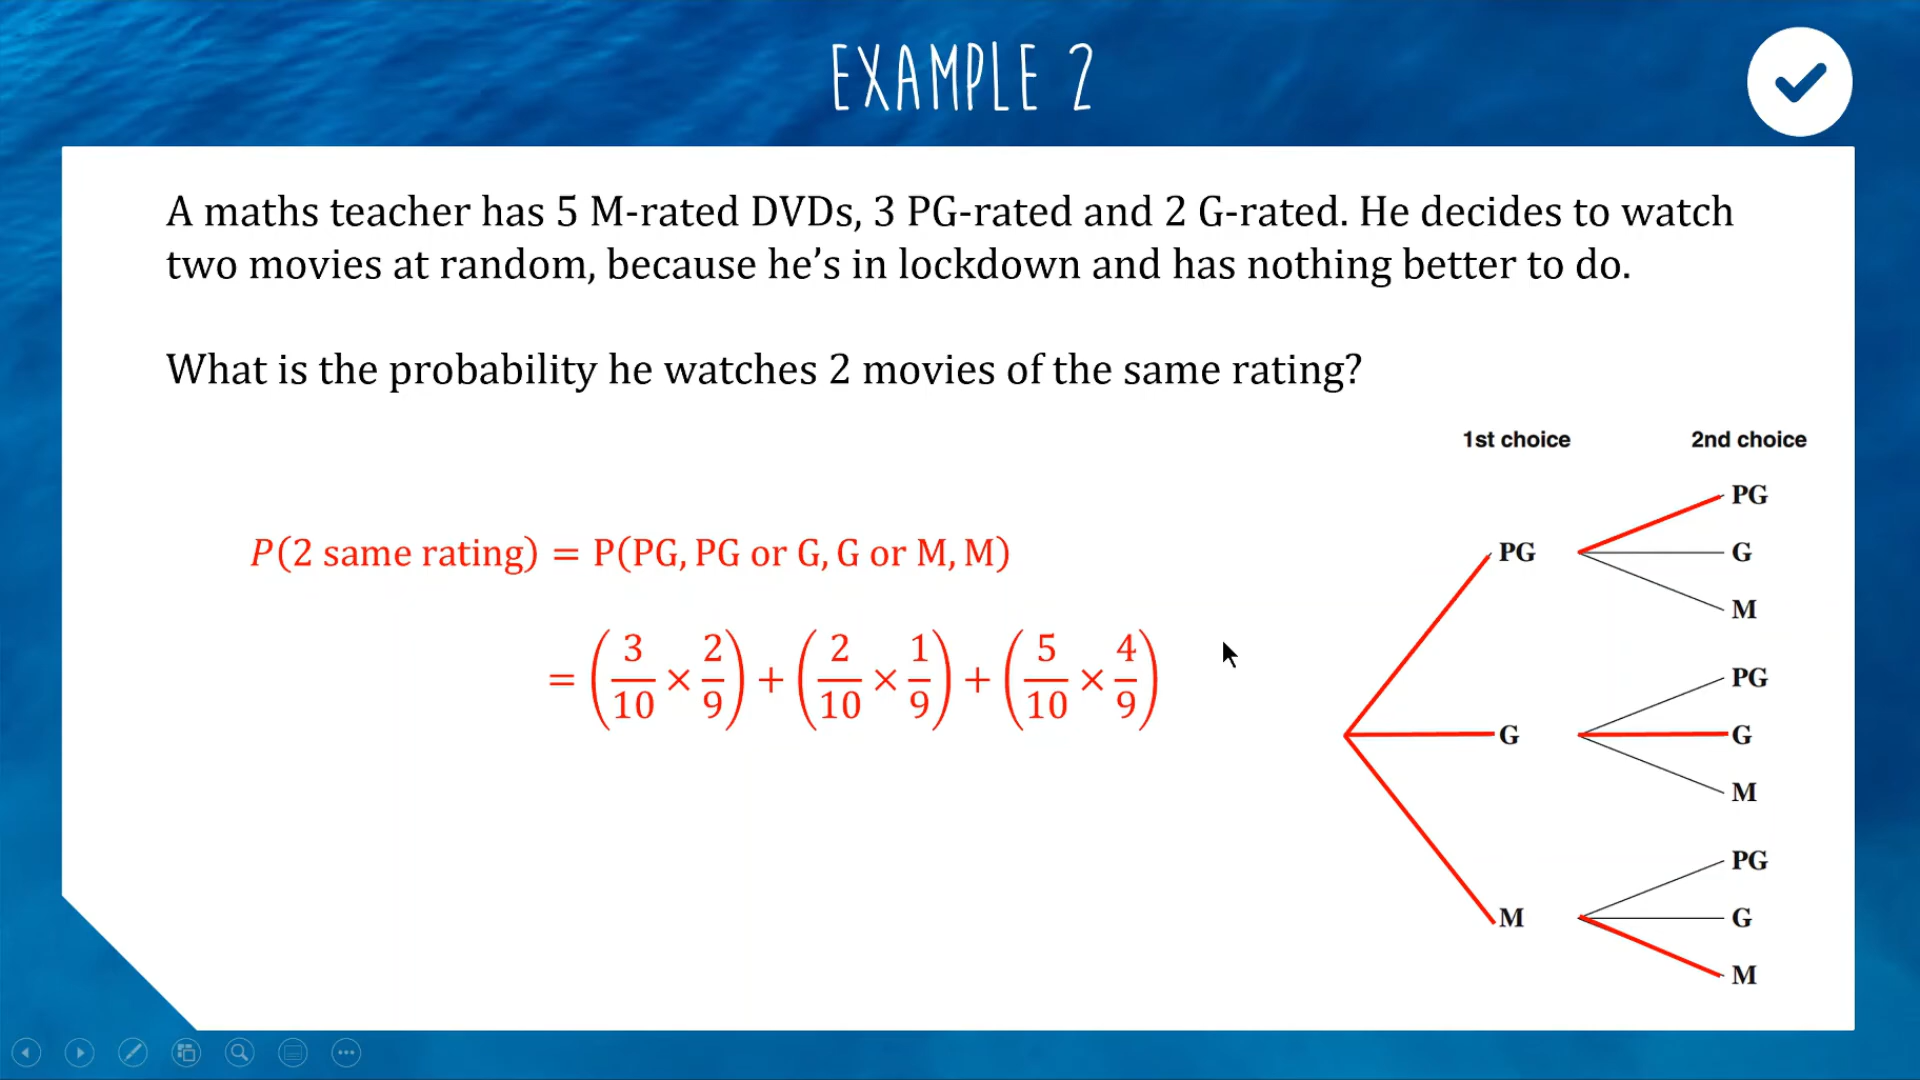 EXAMPLE 2
A maths teacher has 5 M-rated DVDs, 3 PG-rated and 2 G-rated. He decides to watch
two movies at random, because he’s in lockdown and has nothing better to do.
What is the probability he watches 2 movies of the same rating?
P(2 same rating) = P(PG, PG or G, G or M, M)
= (3/10 × 2/9) + (2/10 × 1/9) + (5/10 × 4/9)
1st choice 2nd choice
PG
PG G
M
PG
G G
M
PG
M G
M